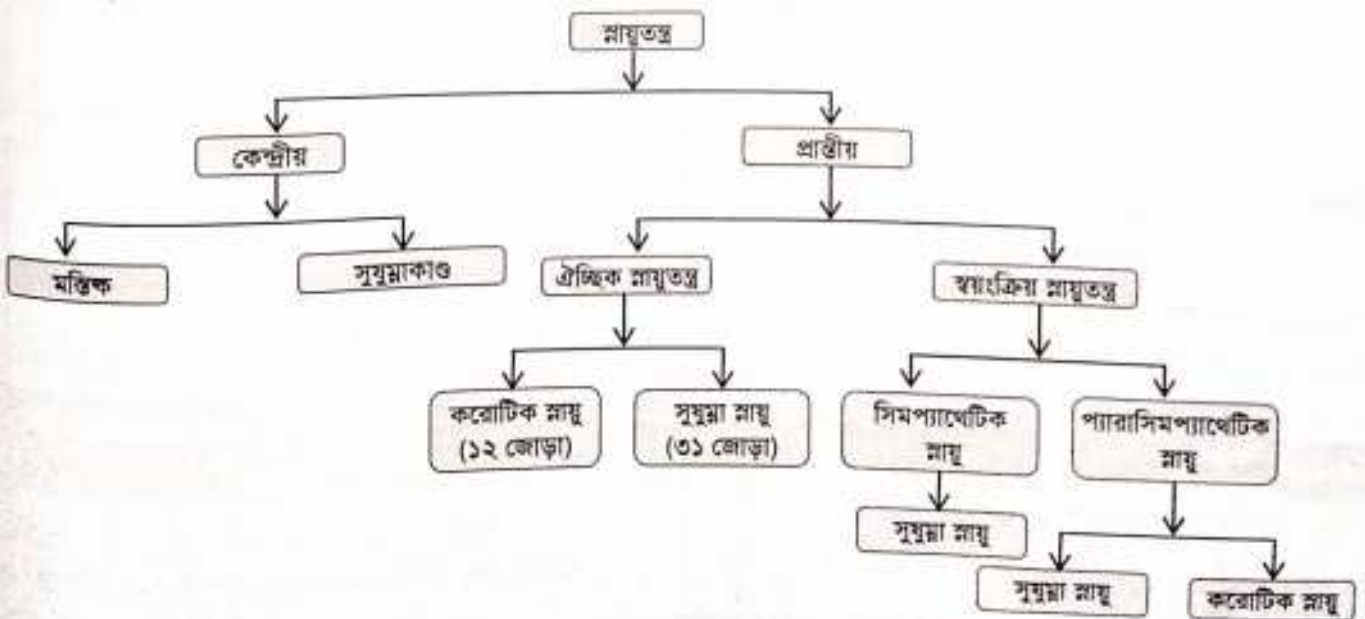 স্নায়ুতন্ত্র
কেন্দ্রীয়
প্রান্তীয়
মস্তিষ্ক
সুষুম্নাকাণ্ড
ঐচ্ছিক স্নায়ুতন্ত্র
স্বয়ংক্রিয় স্নায়ুতন্ত্র
করোটিক স্নায়ু
(১২ জোড়া)
সুষুম্না স্নায়ু
(৩১ জোড়া)
সিমপ্যাথেটিক
স্নায়ু
প্যারাসিমপ্যাথেটিক
স্নায়ু
সুষুম্না স্নায়ু
সুষুম্না স্নায়ু
করোটিক স্নায়ু